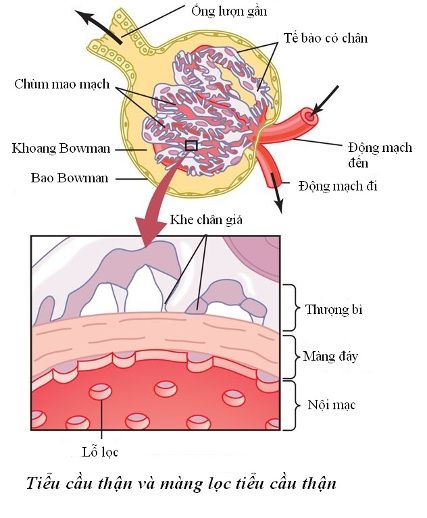 Ống lượn gần
Tế bào có chân
Chùm mao mạch
Khoang Bowman
Bao Bowman
Động mạch
đến
Động mạch đi
Khe chân giả
Thượng bì
Màng đáy
Nội mạc
Lỗ lọc
Tiểu cầu thận và màng lọc tiểu cầu thận